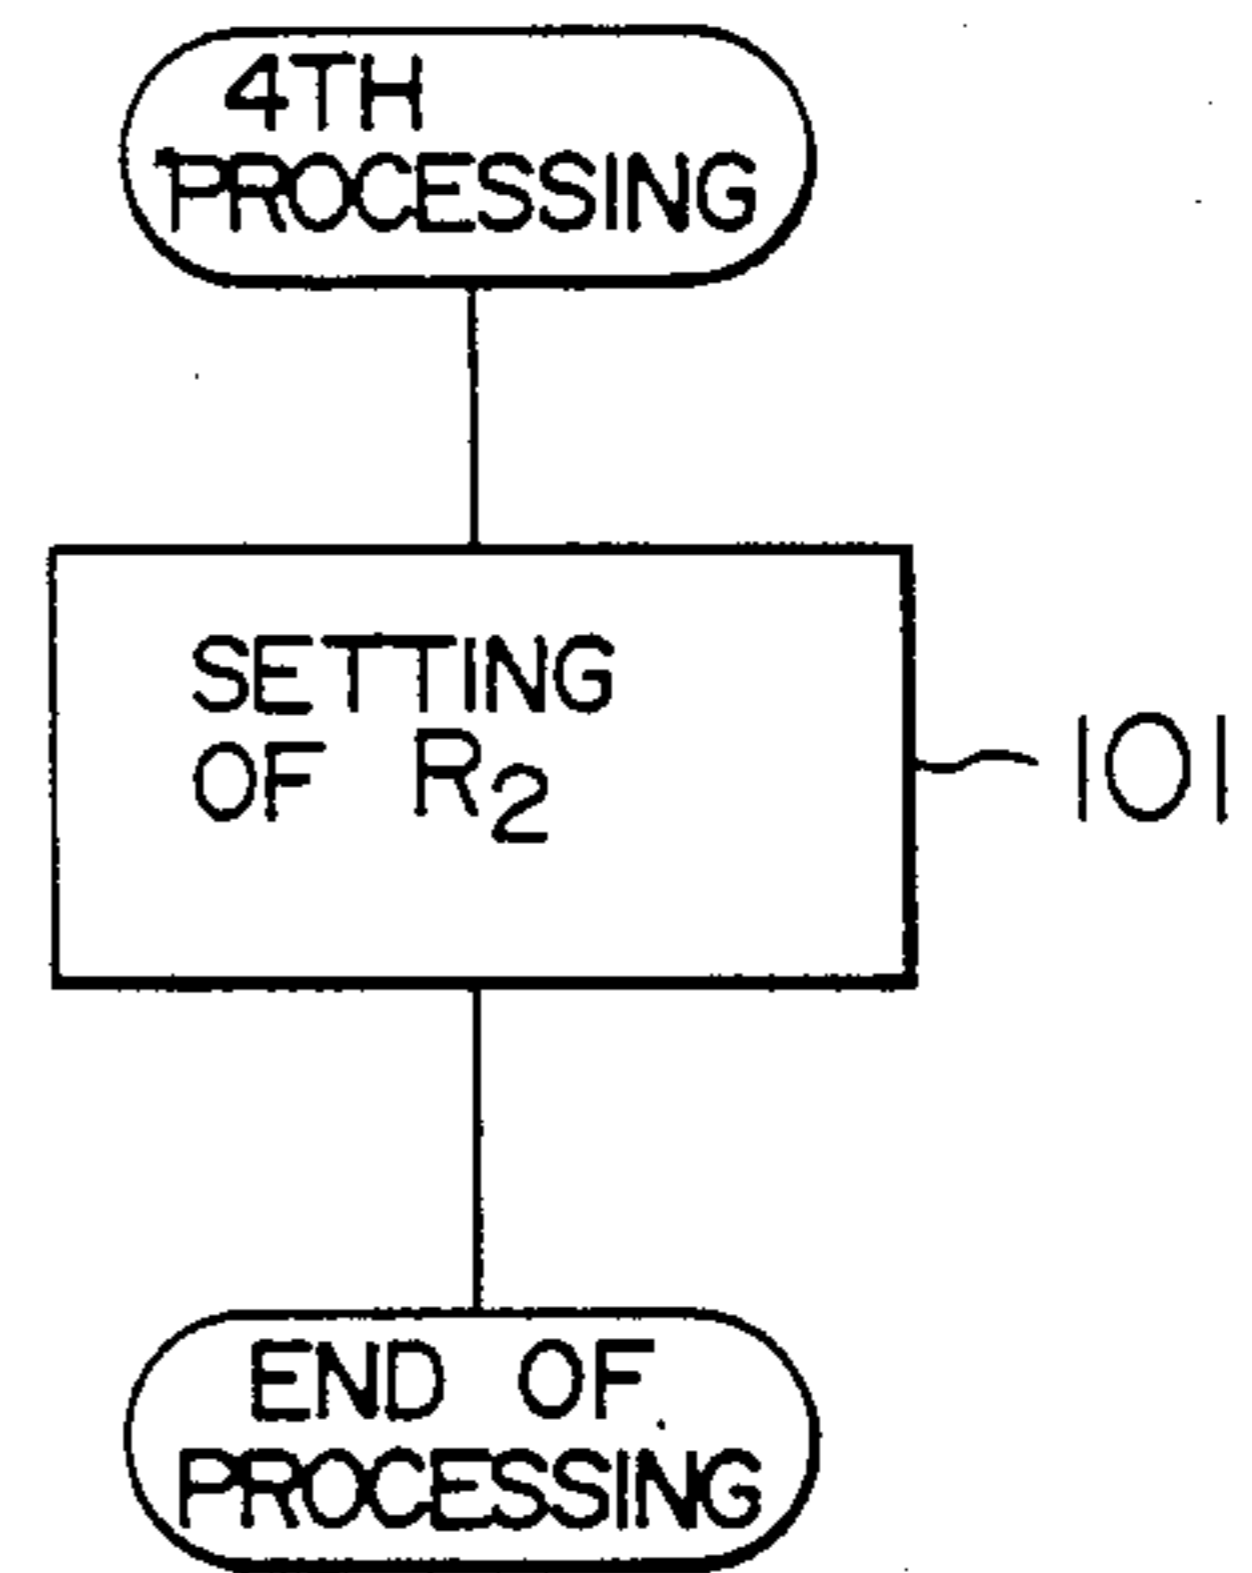 4TH
PROCESSING
SETTING
OF R₂
101
END OF
PROCESSING